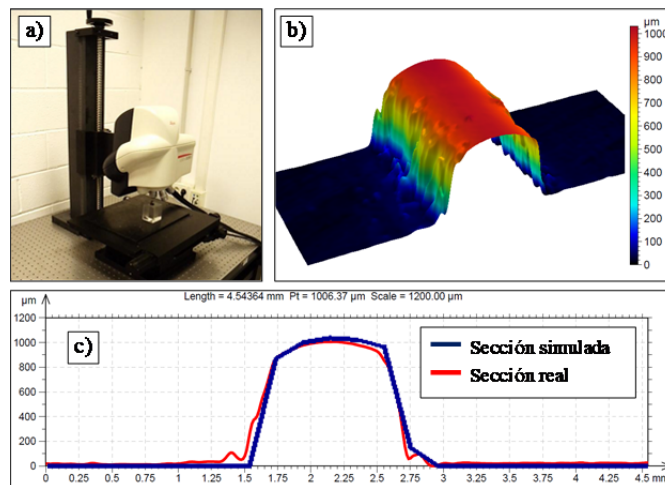 a)
b)
µm
1000
900
800
700
600
500
400
300
200
100
0
Length = 4.54364 mm Pt = 1006.37 µm Scale = 1200.00 µm
µm
1200
1000
800
600
400
200
0
c)
Sección simulada
Sección real
0 0.25 0.5 0.75 1 1.25 1.5 1.75 2 2.25 2.5 2.75 3 3.25 3.5 3.75 4 4.25 4.5 mm